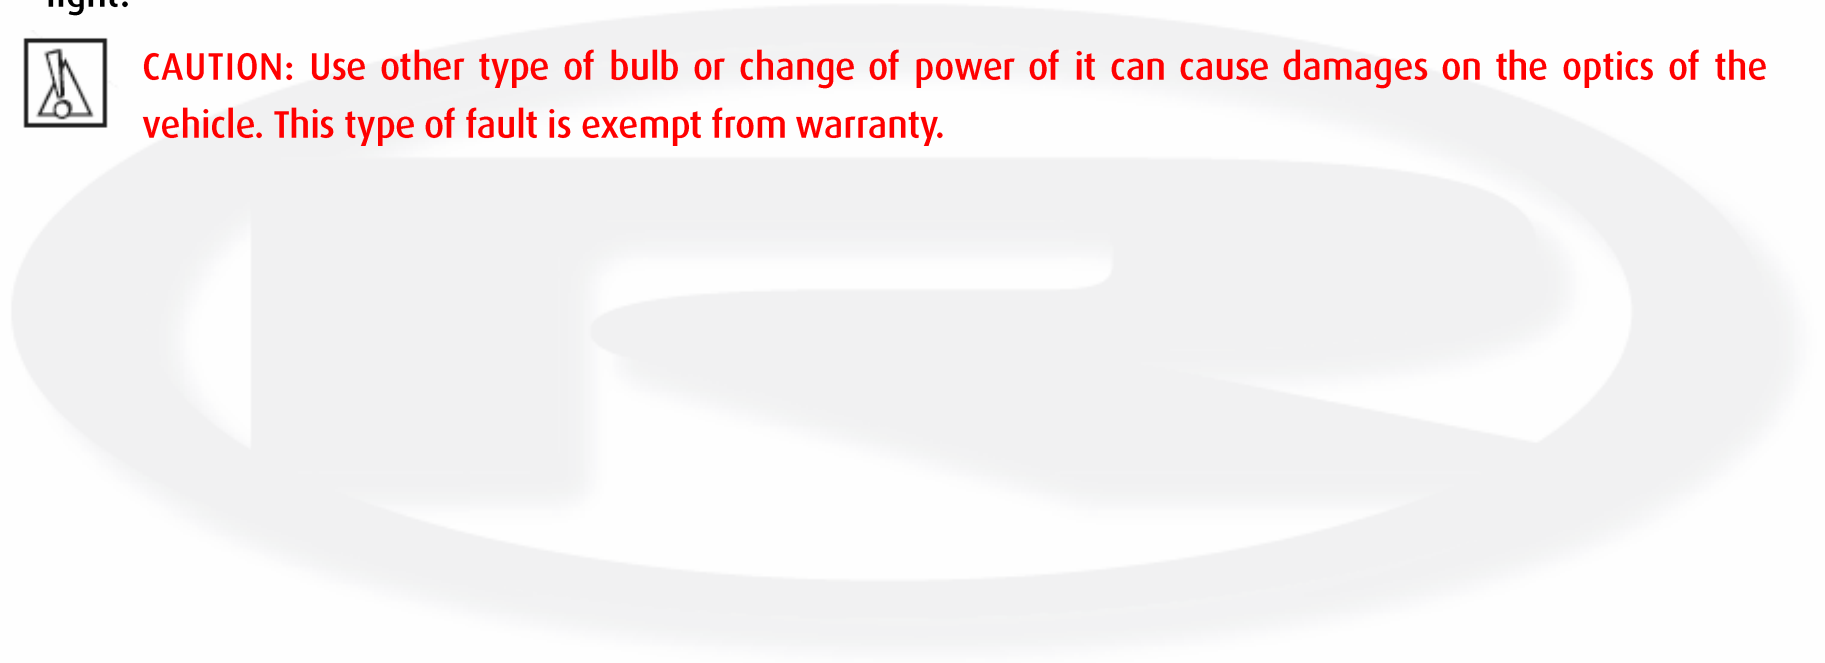 light.
CAUTION: Use other type of bulb or change of power of it can cause damages on the optics of the
vehicle. This type of fault is exempt from warranty.